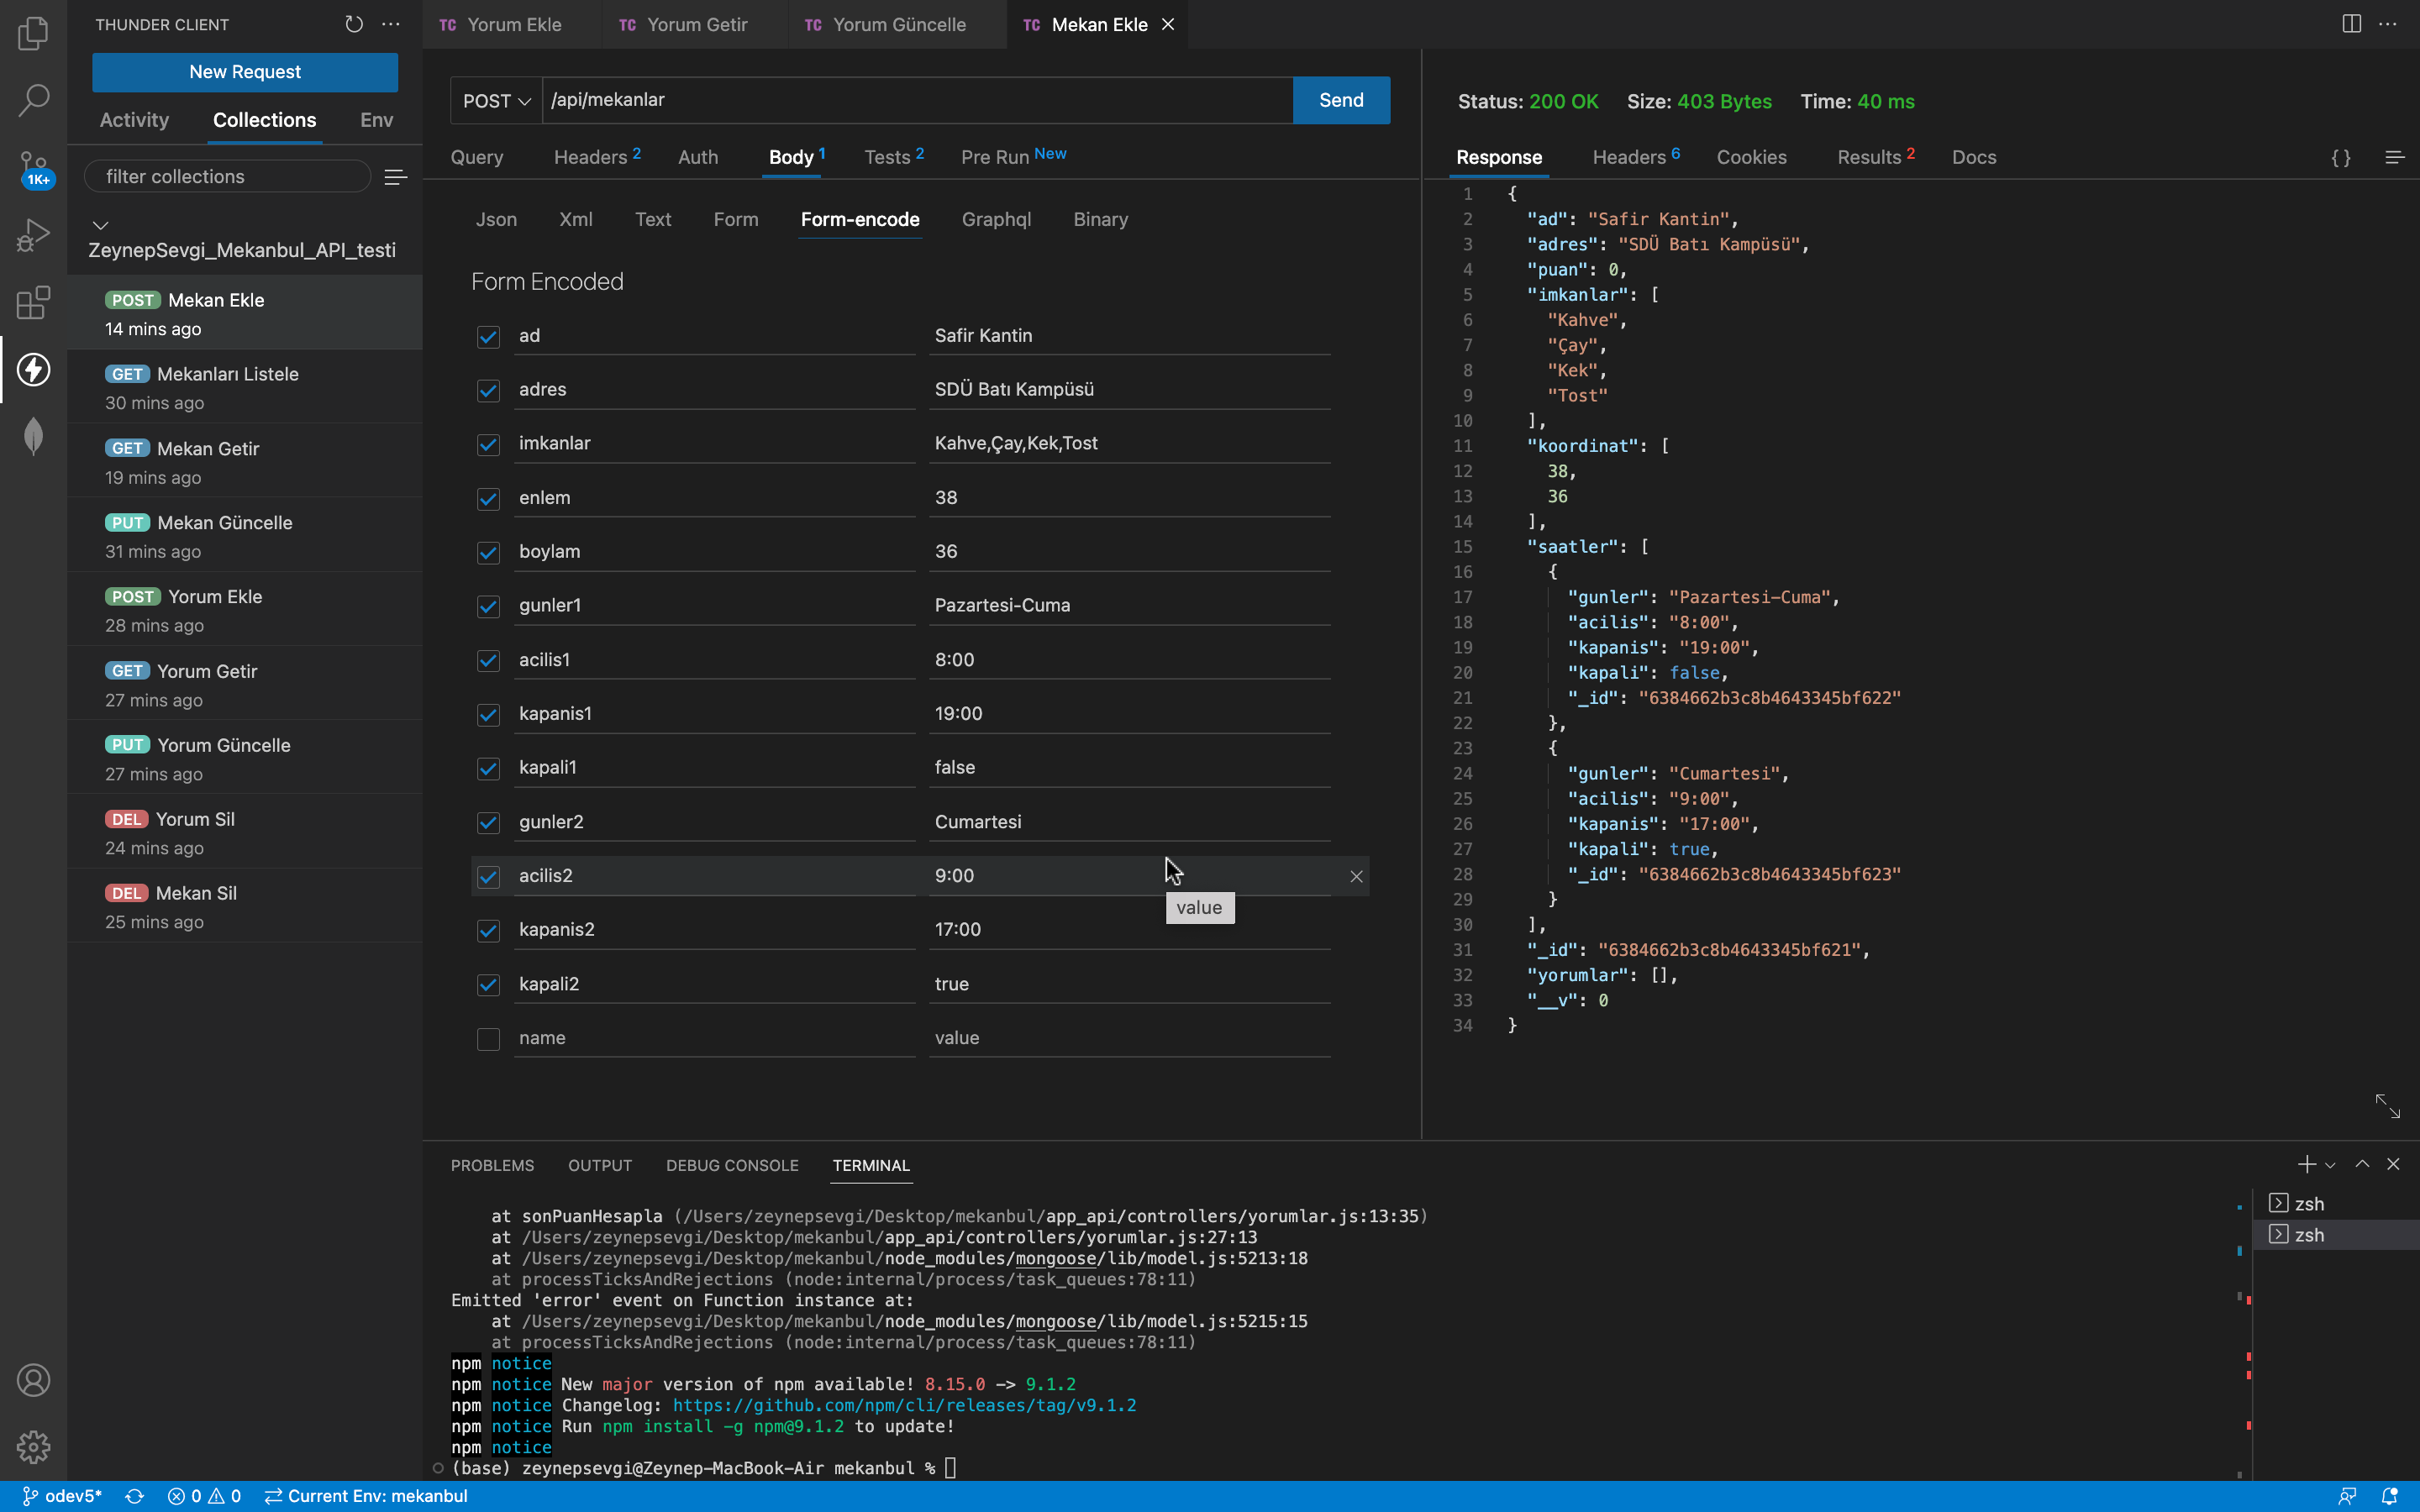 THUNDER CLIENT
New Request
Activity Collections Env
filter collections
ZeynepSevgi_Mekanbul_API_testi
POST Mekan Ekle
14 mins ago
GET Mekanları Listele
30 mins ago
GET Mekan Getir
19 mins ago
PUT Mekan Güncelle
31 mins ago
POST Yorum Ekle
28 mins ago
GET Yorum Getir
27 mins ago
PUT Yorum Güncelle
27 mins ago
DEL Yorum Sil
24 mins ago
DEL Mekan Sil
25 mins ago
1K+
TC Yorum Ekle TC Yorum Getir TC Yorum Güncelle TC Mekan Ekle
POST /api/mekanlar Send
Query Headers 2 Auth Body 1 Tests 2 Pre Run New
Json Xml Text Form Form-encode Graphql Binary
Form Encoded
ad Safir Kantin
adres SDÜ Batı Kampüsü
imkanlar Kahve,Çay,Kek,Tost
enlem 38
boylam 36
gunler1 Pazartesi-Cuma
acilis1 8:00
kapanis1 19:00
kapali1 false
gunler2 Cumartesi
acilis2 9:00
value
kapanis2 17:00
kapali2 true
name value
Status: 200 OK Size: 403 Bytes Time: 40 ms
Response Headers 6 Cookies Results 2 Docs { }
1 {
2 "ad": "Safir Kantin",
3 "adres": "SDÜ Batı Kampüsü",
4 "puan": 0,
5 "imkanlar": [
6 "Kahve",
7 "Çay",
8 "Kek",
9 "Tost"
10 ],
11 "koordinat": [
12 38,
13 36
14 ],
15 "saatler": [
16 {
17 "gunler": "Pazartesi-Cuma",
18 "acilis": "8:00",
19 "kapanis": "19:00",
20 "kapali": false,
21 "_id": "6384662b3c8b4643345bf622"
22 },
23 {
24 "gunler": "Cumartesi",
25 "acilis": "9:00",
26 "kapanis": "17:00",
27 "kapali": true,
28 "_id": "6384662b3c8b4643345bf623"
29 }
30 ],
31 "_id": "6384662b3c8b4643345bf621",
32 "yorumlar": [],
33 "__v": 0
34 }
PROBLEMS OUTPUT DEBUG CONSOLE TERMINAL
at sonPuanHesapla (/Users/zeynepsevgi/Desktop/mekanbul/app_api/controllers/yorumlar.js:13:35)
at /Users/zeynepsevgi/Desktop/mekanbul/app_api/controllers/yorumlar.js:27:13
at /Users/zeynepsevgi/Desktop/mekanbul/node_modules/mongoose/lib/model.js:5213:18
at processTicksAndRejections (node:internal/process/task_queues:78:11)
Emitted 'error' event on Function instance at:
at /Users/zeynepsevgi/Desktop/mekanbul/node_modules/mongoose/lib/model.js:5215:15
at processTicksAndRejections (node:internal/process/task_queues:78:11)
npm notice
npm notice New major version of npm available! 8.15.0 -> 9.1.2
npm notice Changelog: https://github.com/npm/cli/releases/tag/v9.1.2
npm notice Run npm install -g npm@9.1.2 to update!
npm notice
(base) zeynepsevgi@Zeynep-MacBook-Air mekanbul %
zsh
zsh
odev5* 0 0 Current Env: mekanbul